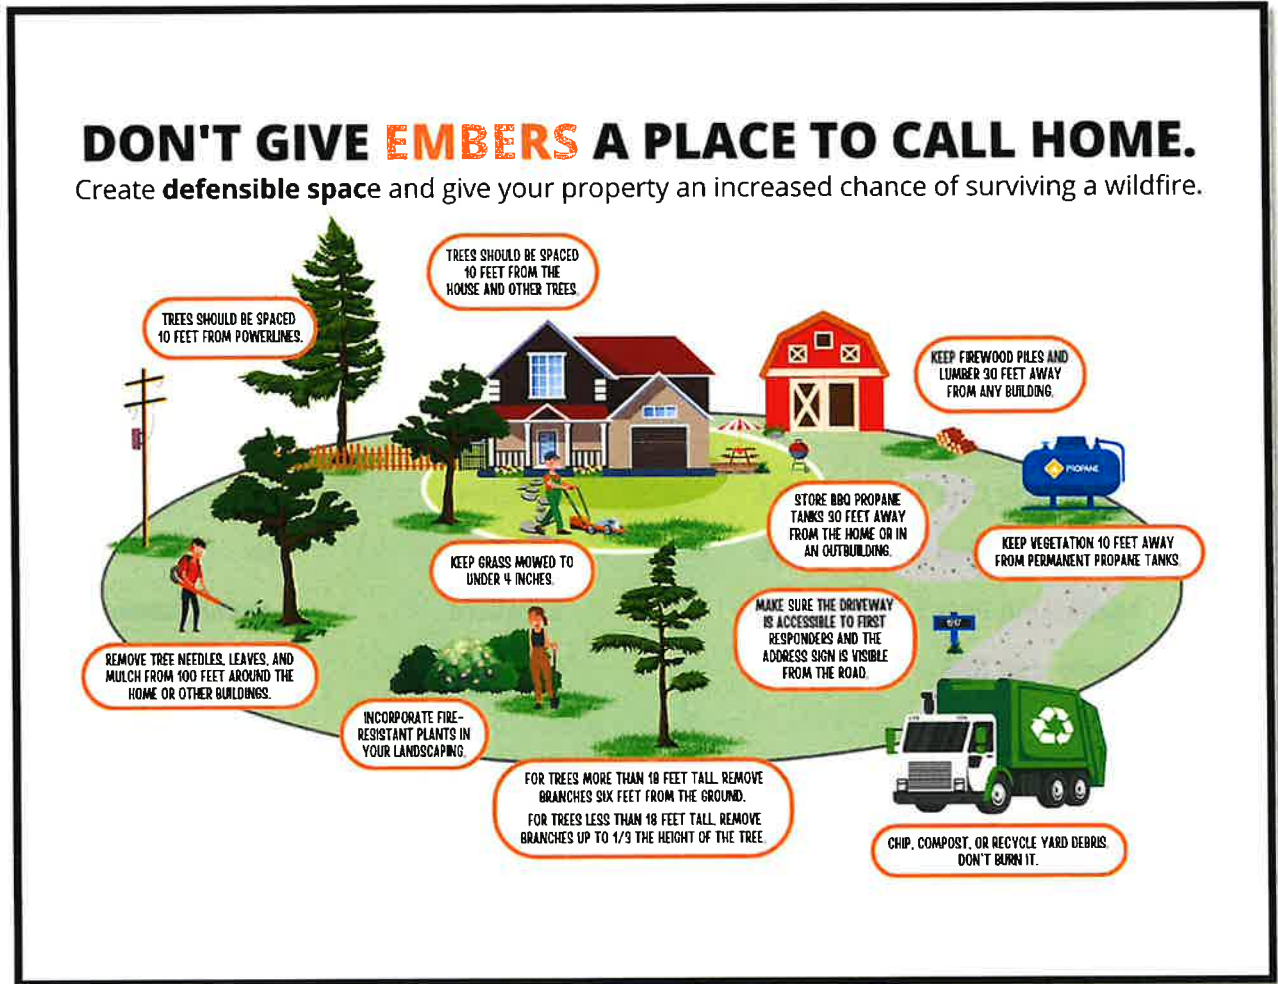 DON'T GIVE EMBERS A PLACE TO CALL HOME.
Create defensible space and give your property an increased chance of surviving a wildfire.
TREES SHOULD BE SPACED
10 FEET FROM THE
HOUSE AND OTHER TREES.
TREES SHOULD BE SPACED
10 FEET FROM POWERLINES.
KEEP FIREWOOD PILES AND
LUMBER 30 FEET AWAY
FROM ANY BUILDING.
PROPANE
STORE BBQ PROPANE
TANKS 30 FEET AWAY
FROM THE HOME OR IN
AN OUTBUILDING.
KEEP VEGETATION 10 FEET AWAY
FROM PERMANENT PROPANE TANKS.
KEEP GRASS MOWED TO
UNDER 4 INCHES.
MAKE SURE THE DRIVEWAY
IS ACCESSIBLE TO FIRST
RESPONDERS AND THE
ADDRESS SIGN IS VISIBLE
FROM THE ROAD.
REMOVE TREE NEEDLES, LEAVES, AND
MULCH FROM 100 FEET AROUND THE
HOME OR OTHER BUILDINGS.
INCORPORATE FIRE-
RESISTANT PLANTS IN
YOUR LANDSCAPING.
FOR TREES MORE THAN 18 FEET TALL, REMOVE
BRANCHES SIX FEET FROM THE GROUND.
FOR TREES LESS THAN 18 FEET TALL, REMOVE
BRANCHES UP TO 1/3 THE HEIGHT OF THE TREE.
CHIP, COMPOST, OR RECYCLE YARD DEBRIS.
DON'T BURN IT.